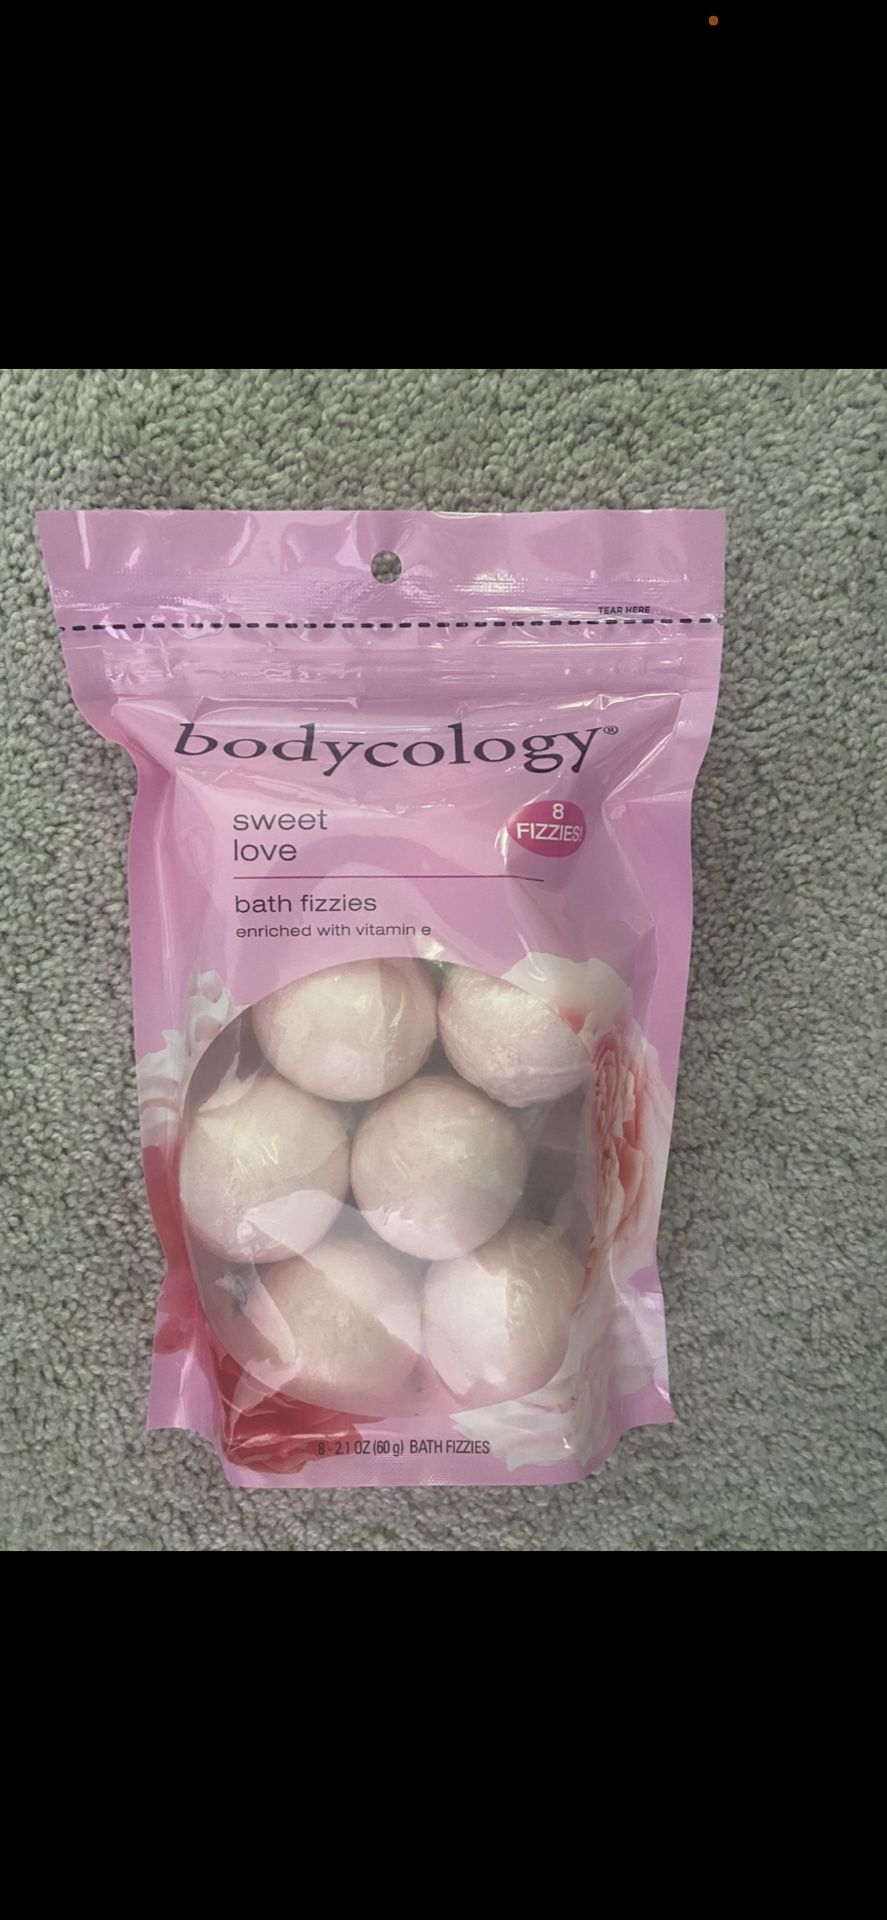 TEAR HERE
bodycology®
sweet
love
8
FIZZIES!
bath fizzies
enriched with vitamin e
8 - 2.1 OZ (60 g) BATH FIZZIES